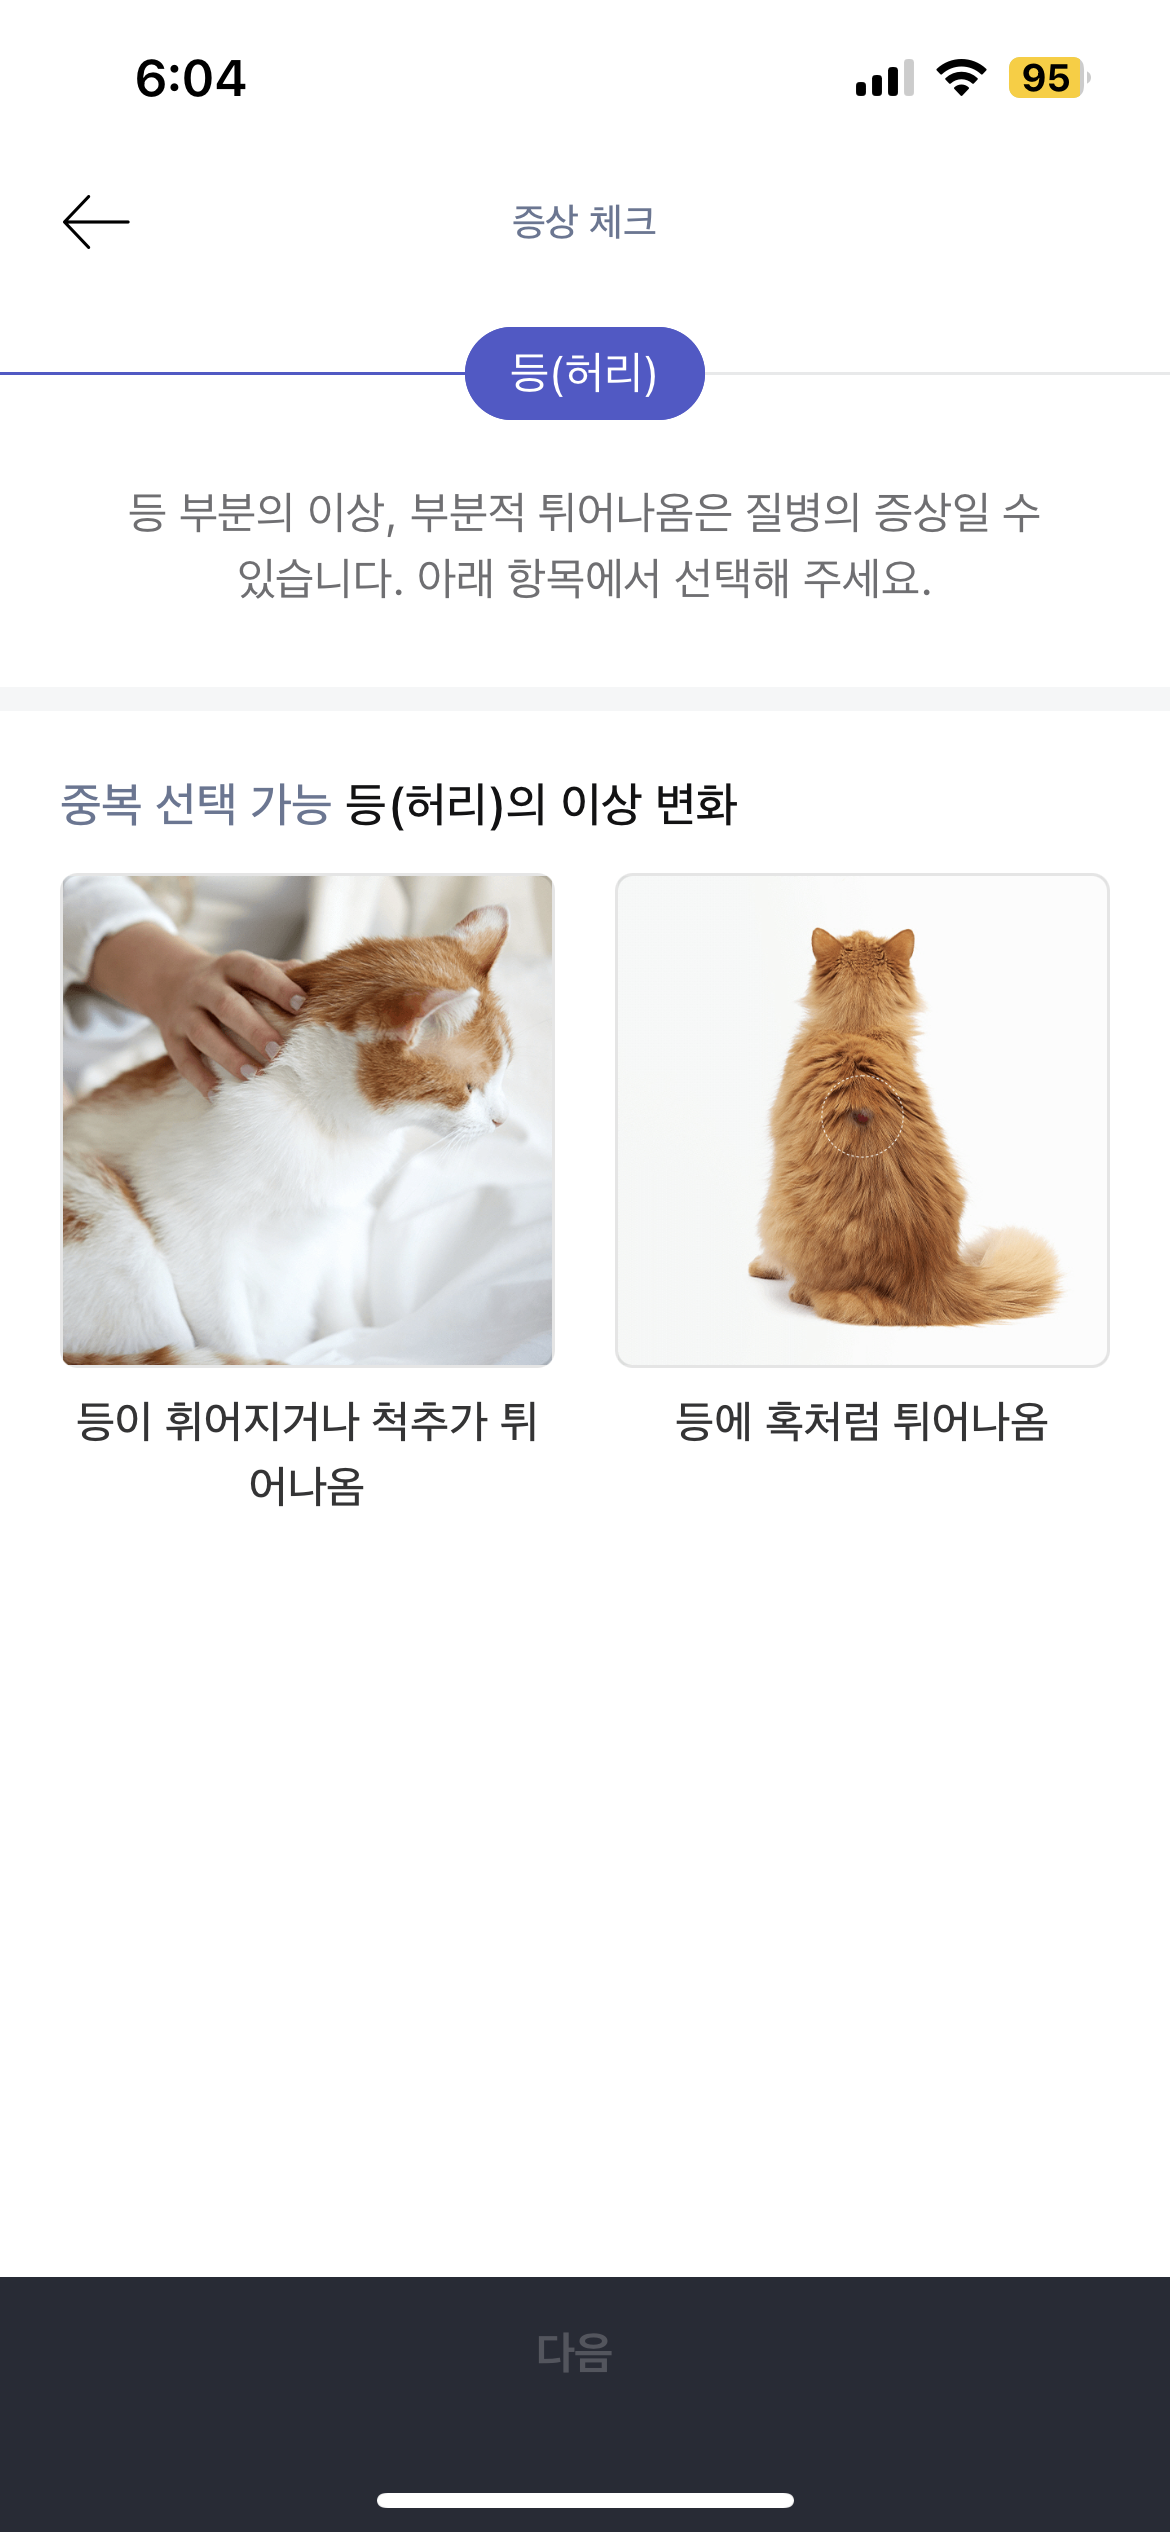 6:04
95
증상 체크
등(허리)
등 부분의 이상, 부분적 튀어나옴은 질병의 증상일 수
있습니다. 아래 항목에서 선택해 주세요.
중복 선택 가능 등(허리)의 이상 변화
등이 휘어지거나 척추가 튀
어나옴
등에 혹처럼 튀어나옴
다음